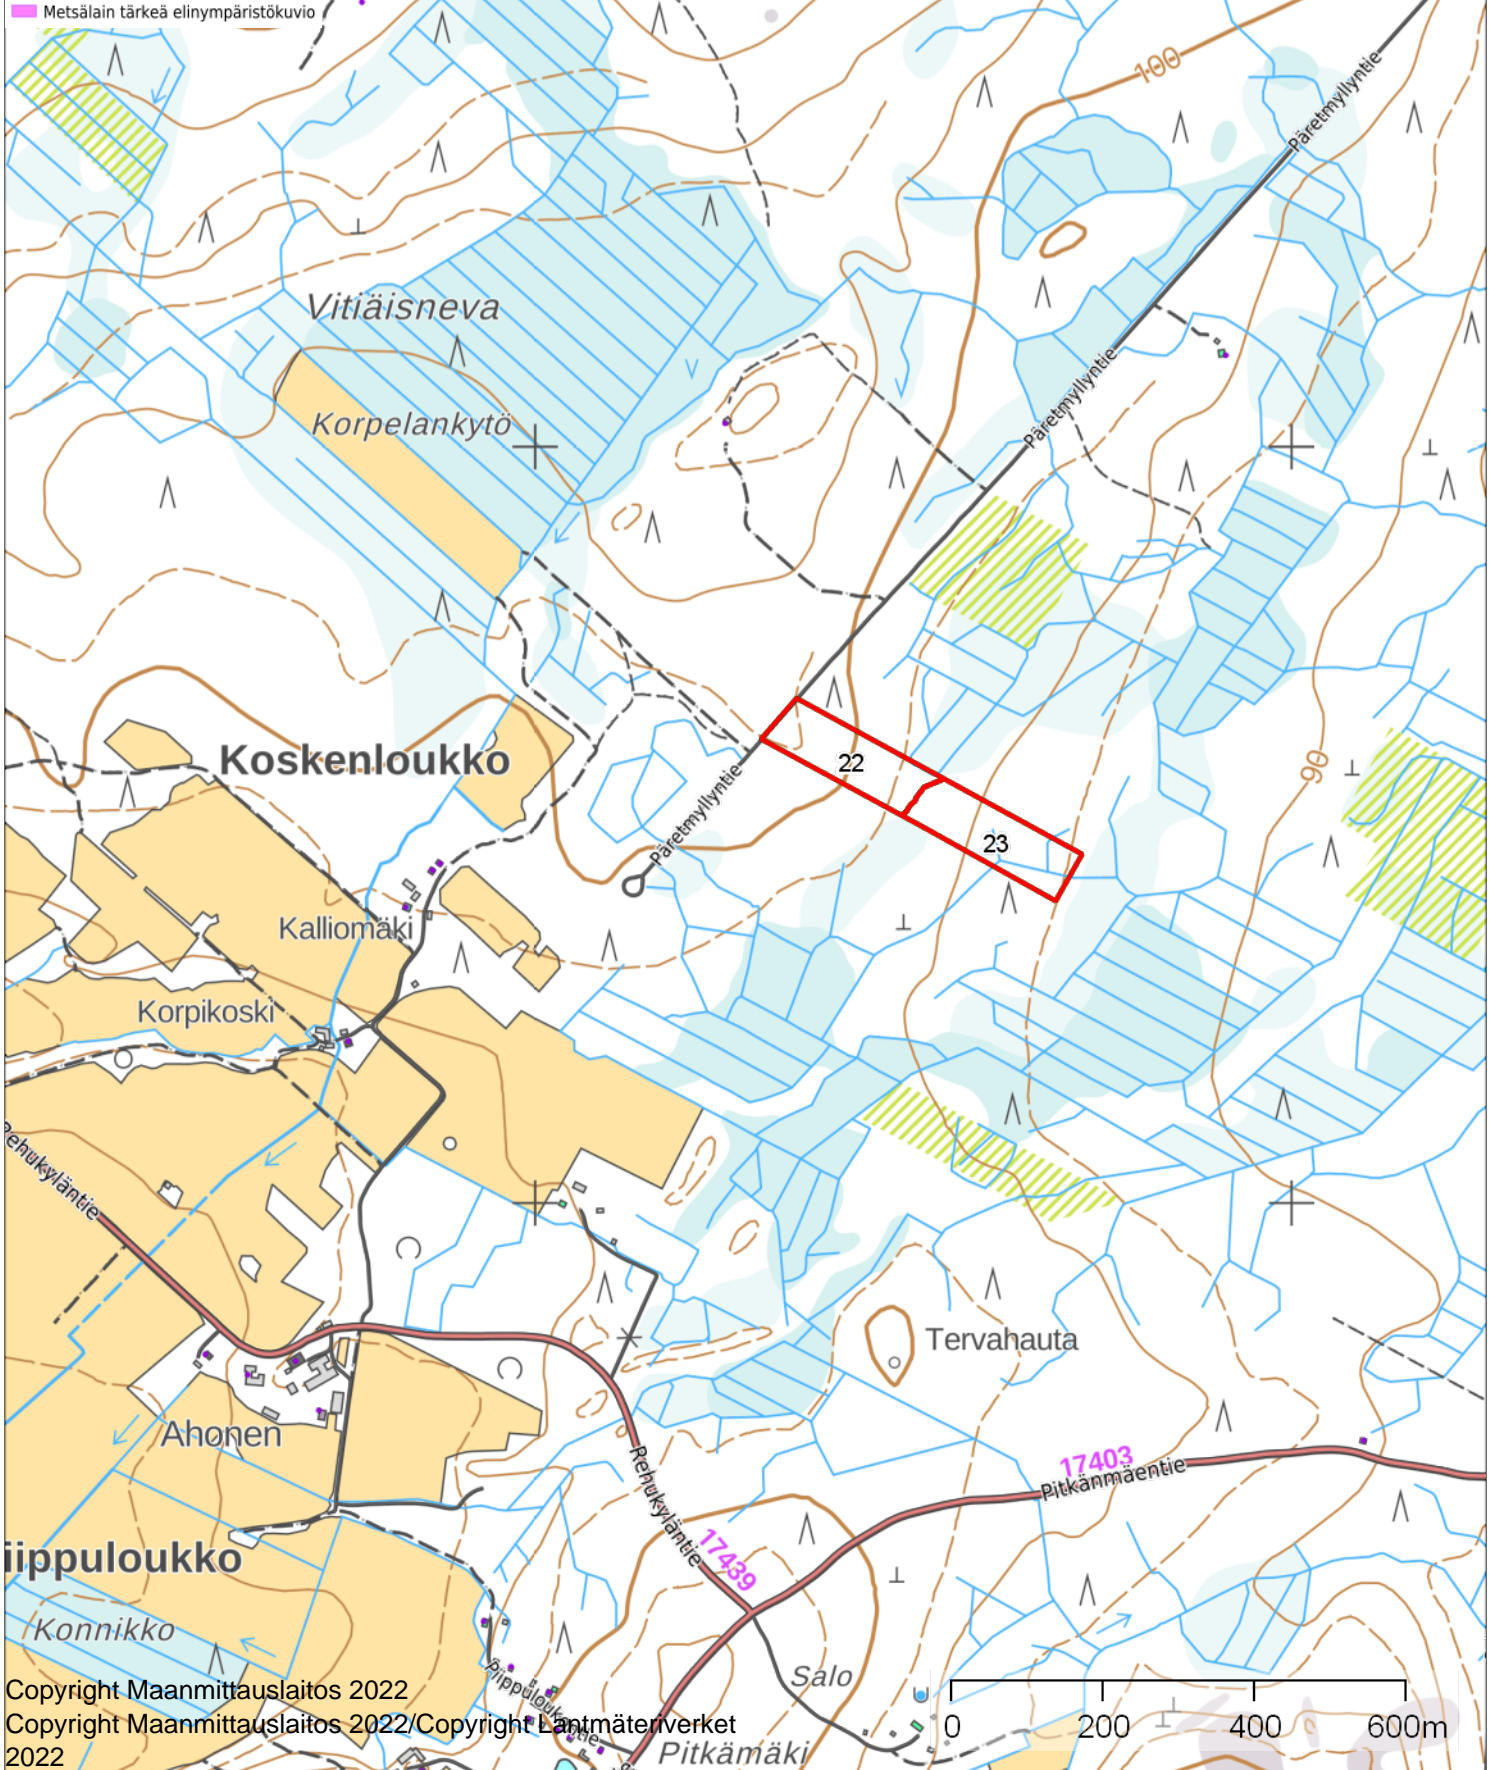 Metsälain tärkeä elinympäristökuvio
100
Päretmyllyntie
Vitiäisneva
Päretmyllyntie
Korpelankytö
Koskenloukko
22
90
Päretmyllyntie
23
Kalliomäki
Korpikoski
Rehukyläntie
Tervahauta
Ahonen
17403
Pitkänmäentie
Rehukyläntie
17439
iippuloukko
Konnikko
Salo
Piippuloukontie
Copyright Maanmittauslaitos 2022
Copyright Maanmittauslaitos 2022/Copyright Lantmäteriverket
2022
Pitkämäki
0 200 400 600m